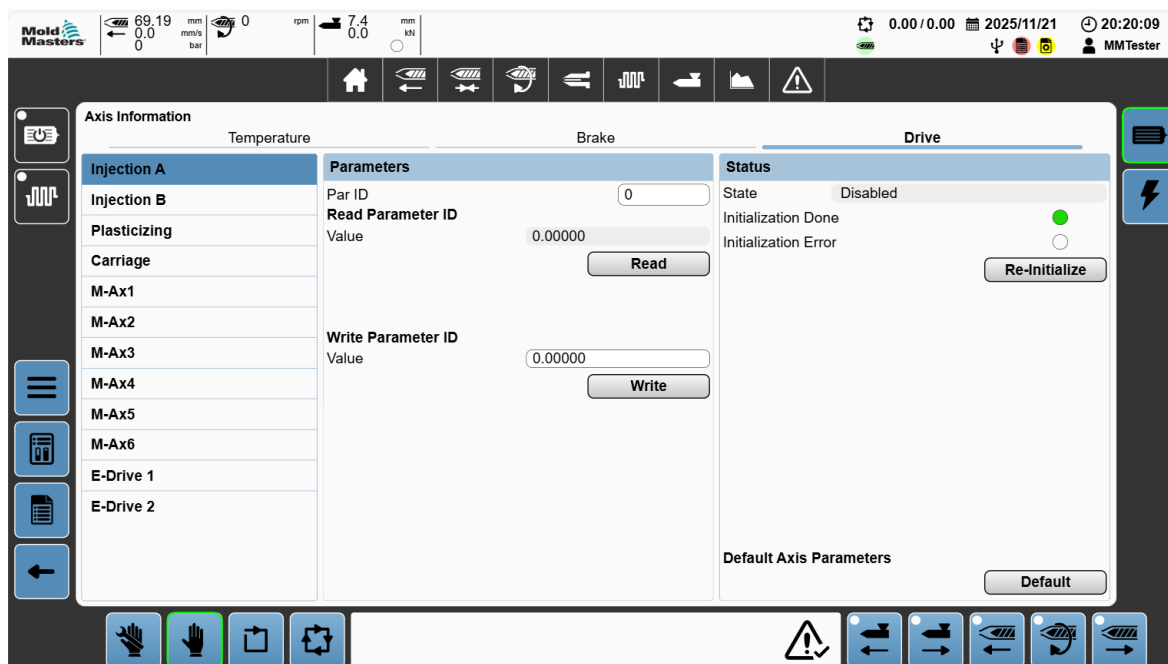 Mold Masters
69.19 mm
0.0 mm/s
0 bar
0 rpm
7.4 mm
0.0 kN
0.00 / 0.00 2025/11/21 20:20:09
MMTester
Axis Information
Temperature Brake Drive
Injection A
Injection B
Plasticizing
Carriage
M-Ax1
M-Ax2
M-Ax3
M-Ax4
M-Ax5
M-Ax6
E-Drive 1
E-Drive 2
Parameters
Par ID 0
Read Parameter ID
Value 0.00000
Read
Write Parameter ID
Value 0.00000
Write
Status
State Disabled
Initialization Done
Initialization Error
Re-Initialize
Default Axis Parameters
Default